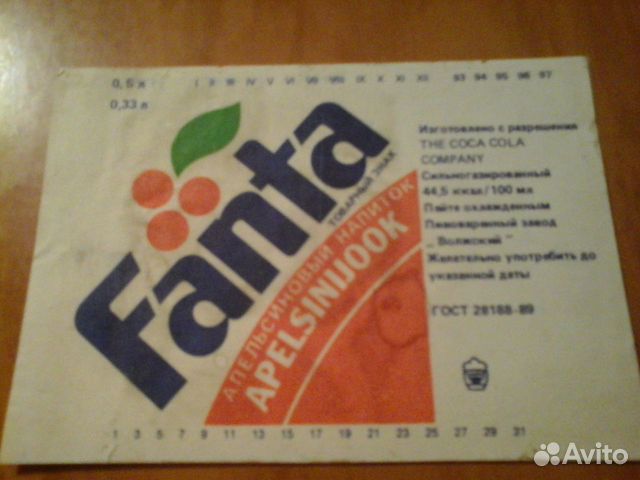 0,5 л
0,33 л
I II III IV V VI VII VIII IX X XI XII
93 94 95 96 97
Fanta
ТОВАРНЫЙ ЗНАК
АПЕЛЬСИНОВЫЙ НАПИТОК
APELSINIJOOK
Изготовлено с разрешения
THE COCA COLA
COMPANY
Сильногазированный
44,5 ккал/100 мл
Пейте охлажденным
Пивоваренный завод
„Волжский"
Желательно употребить до
указанной даты
ГОСТ 28188-89
1 3 5 7 9 11 13 15 17 19 21 23 25 27 29 31
Avito